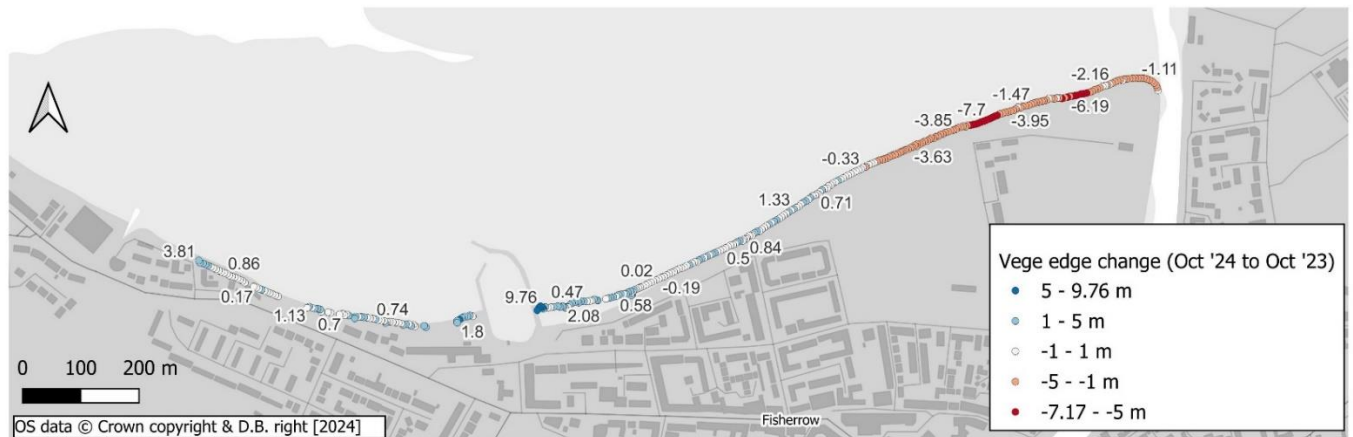 -1.11
-2.16
-1.47
-7.7
-6.19
-3.85
-3.95
-3.63
-0.33
1.33
0.71
0.84
0.5
0.02
-0.19
3.81
0.86
0.17
0.74
1.13
0.7
1.8
9.76
0.47
0.58
2.08
0 100 200 m
OS data © Crown copyright & D.B. right [2024]
Fisherrow
Vege edge change (Oct '24 to Oct '23)
5 - 9.76 m
1 - 5 m
-1 - 1 m
-5 - -1 m
-7.17 - -5 m